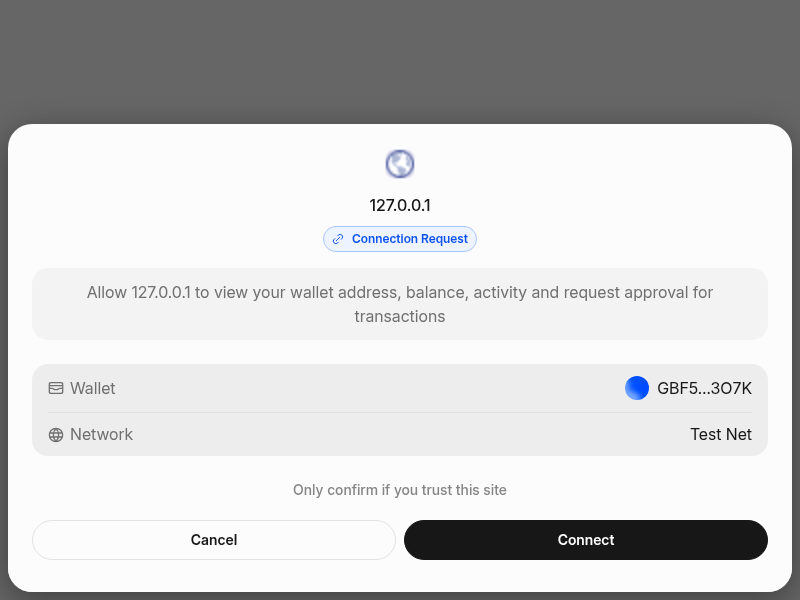 127.0.0.1
Connection Request
Allow 127.0.0.1 to view your wallet address, balance, activity and request approval for
transactions
Wallet
GBF5...3O7K
Network
Test Net
Only confirm if you trust this site
Cancel
Connect